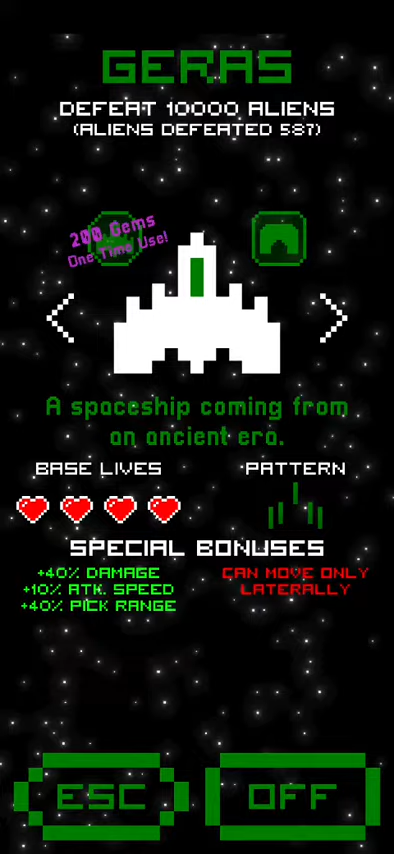 GERAS
DEFEAT 10000 ALIENS
(ALIENS DEFEATED 587)
200 Gems
One Time Use!
A spaceship coming from
an ancient era.
BASE LIVES
PATTERN
SPECIAL BONUSES
+40% DAMAGE
+10% ATK. SPEED
+40% PICK RANGE
CAN MOVE ONLY
LATERALLY
ESC
OFF